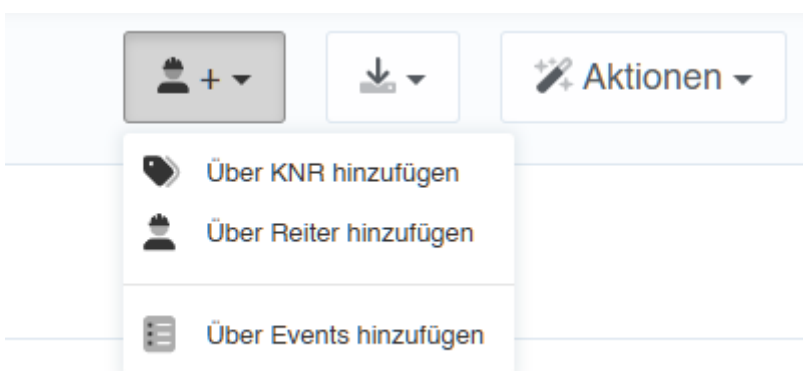 +
Aktionen
Über KNR hinzufügen
Über Reiter hinzufügen
Über Events hinzufügen